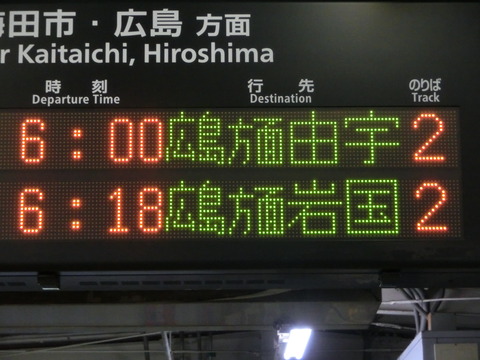 田市・広島 方面
Kaitaichi, Hiroshima
時刻 行先 のりば
Departure Time Destination Track
6:00 広島方面由宇 2
6:18 広島方面岩国 2